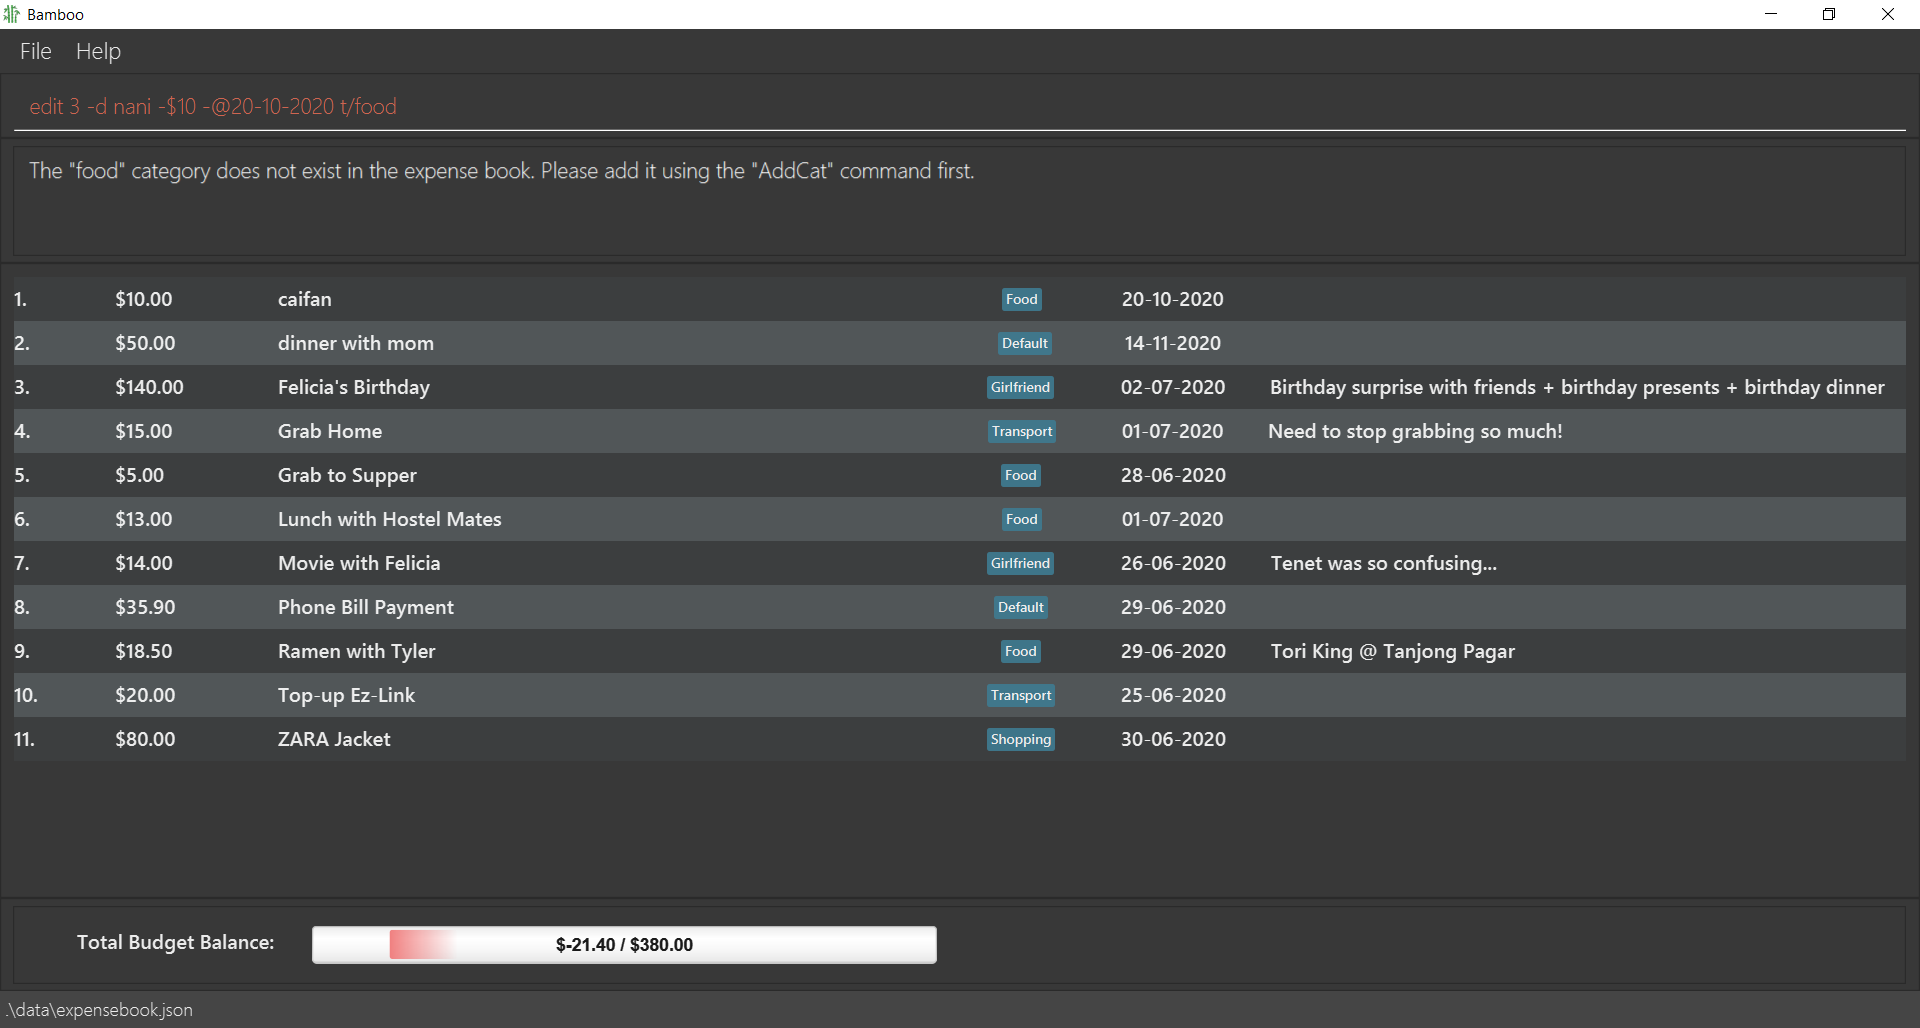 Bamboo
File Help
edit 3 -d nani -$10 -@20-10-2020 t/food
The "food" category does not exist in the expense book. Please add it using the "AddCat" command first.
1. $10.00 caifan Food 20-10-2020
2. $50.00 dinner with mom Default 14-11-2020
3. $140.00 Felicia's Birthday Girlfriend 02-07-2020 Birthday surprise with friends + birthday presents + birthday dinner
4. $15.00 Grab Home Transport 01-07-2020 Need to stop grabbing so much!
5. $5.00 Grab to Supper Food 28-06-2020
6. $13.00 Lunch with Hostel Mates Food 01-07-2020
7. $14.00 Movie with Felicia Girlfriend 26-06-2020 Tenet was so confusing...
8. $35.90 Phone Bill Payment Default 29-06-2020
9. $18.50 Ramen with Tyler Food 29-06-2020 Tori King @ Tanjong Pagar
10. $20.00 Top-up Ez-Link Transport 25-06-2020
11. $80.00 ZARA Jacket Shopping 30-06-2020
Total Budget Balance: $-21.40 / $380.00
.\data\expensebook.json